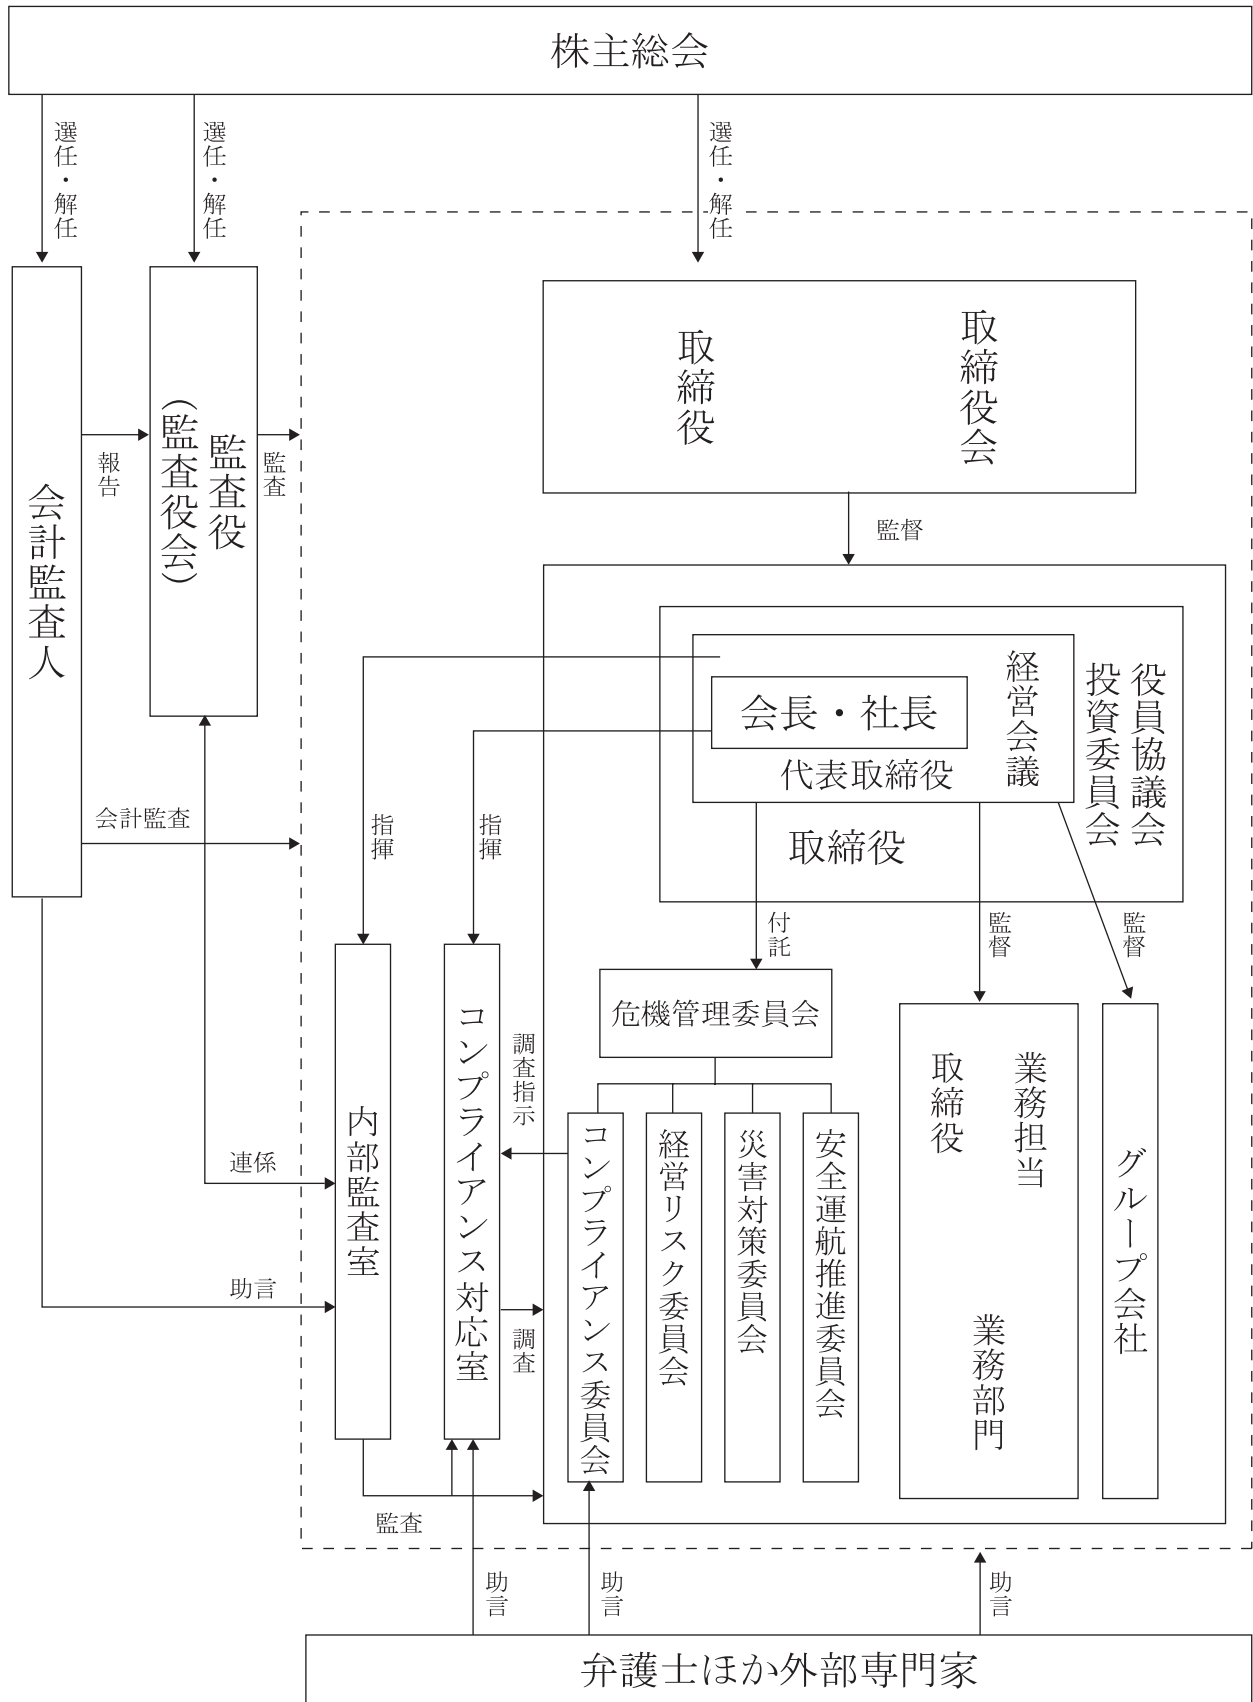 株主総会
選任・解任
選任・解任
選任・解任
会計監査人
報告
監査役
(監査役会)
監査
取締役会
取締役
監督
役員協議会
投資委員会
経営会議
会長・社長
代表取締役
取締役
会計監査
指揮
指揮
付託
監督
監督
危機管理委員会
内部監査室
コンプライアンス対応室
調査指示
コンプライアンス委員会
経営リスク委員会
災害対策委員会
安全運航推進委員会
業務担当
取締役
業務部門
グループ会社
連係
助言
調査
監査
助言
助言
助言
弁護士ほか外部専門家